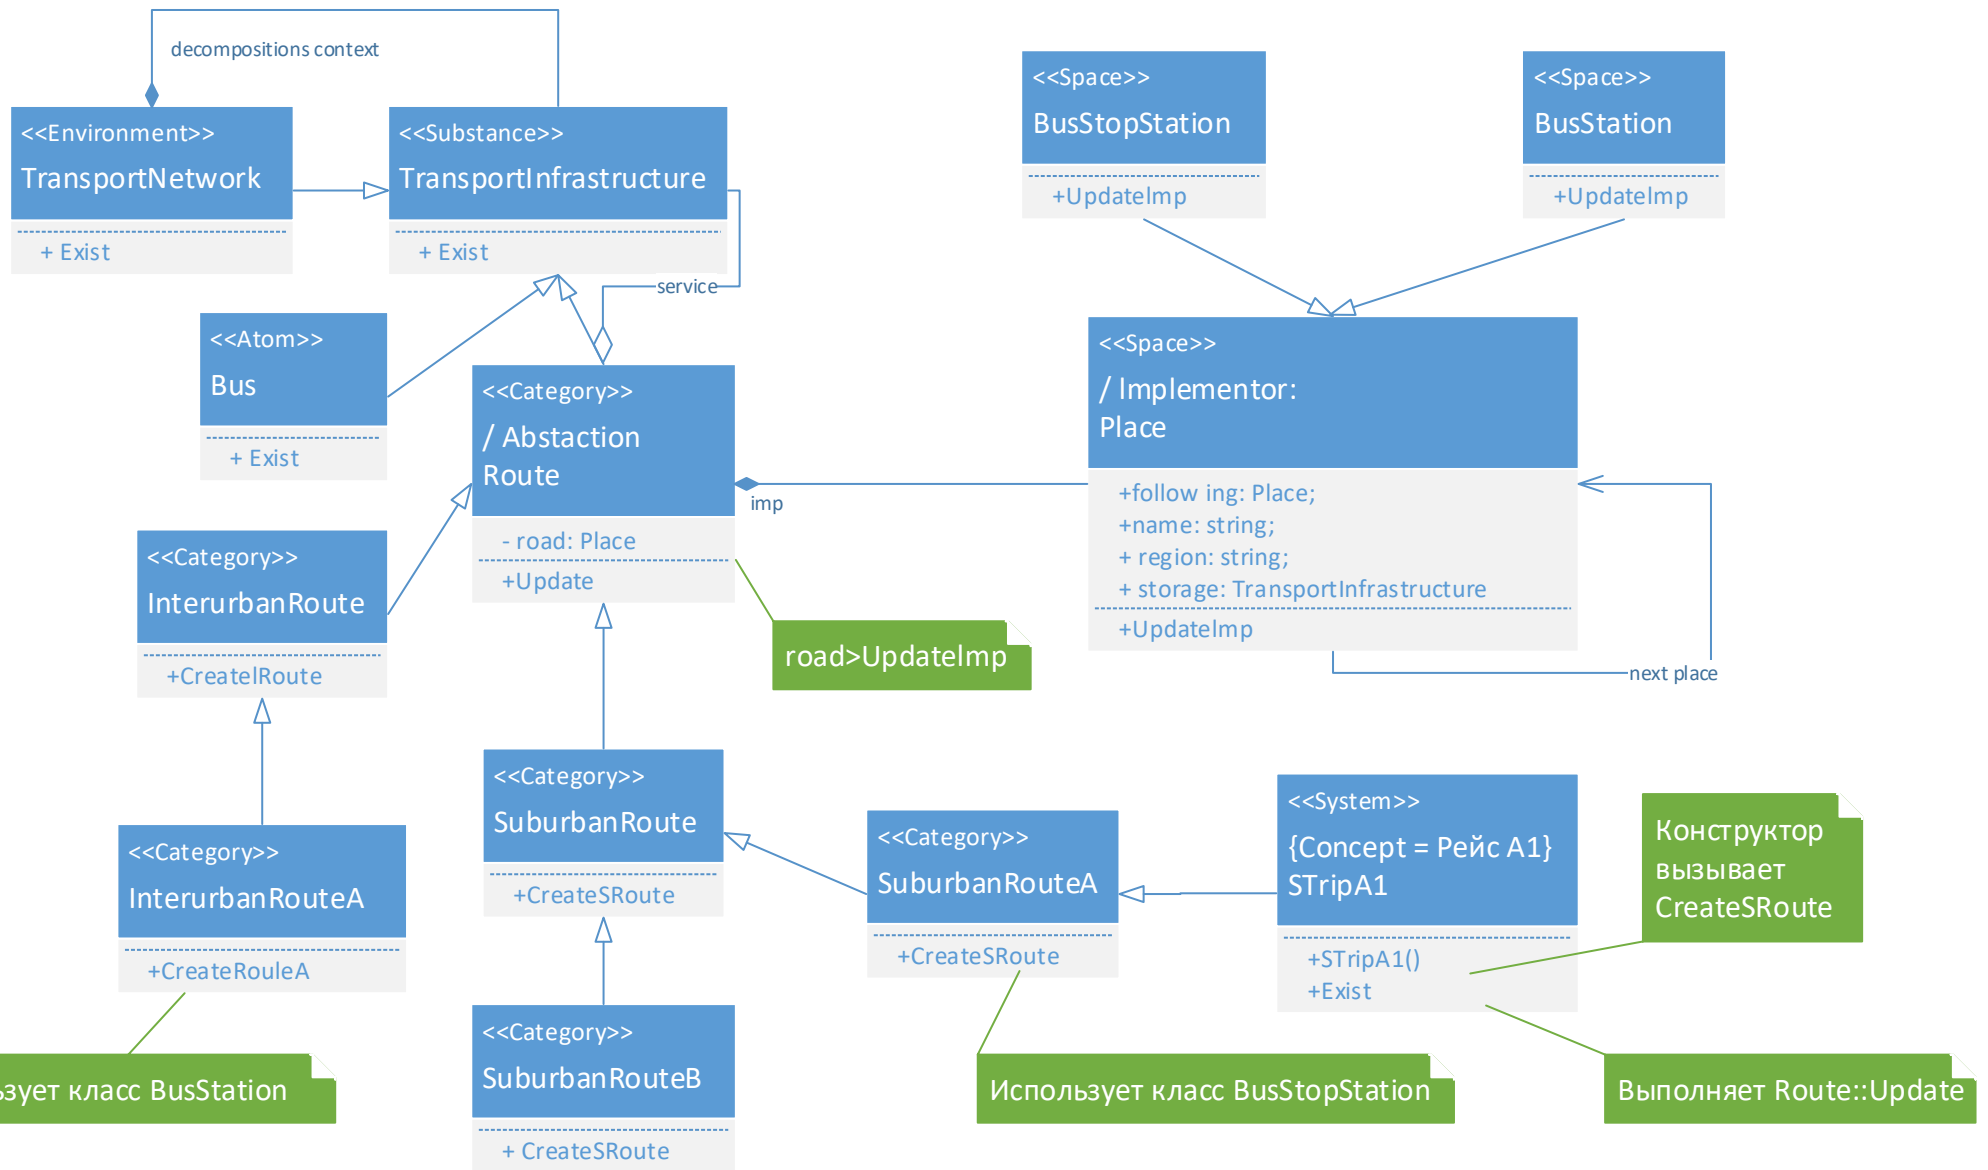 decompositions context
<<Environment>>
TransportNetwork
+ Exist
<<Substance>>
TransportInfrastructure
+ Exist
service
<<Space>>
BusStopStation
+UpdateImp
<<Space>>
BusStation
+UpdateImp
<<Atom>>
Bus
+ Exist
<<Category>>
/ Abstaction
Route
- road: Place
+Update
imp
<<Space>>
/ Implementor:
Place
+follow ing: Place;
+name: string;
+ region: string;
+ storage: TransportInfrastructure
+UpdateImp
next place
road>UpdateImp
<<Category>>
InterurbanRoute
+CreateIRoute
<<Category>>
InterurbanRouteA
+CreateRouleA
<<Category>>
SuburbanRoute
+CreateSRoute
<<Category>>
SuburbanRouteA
+CreateSRoute
<<System>>
{Concept = Рейс А1}
STripA1
+STripA1()
+Exist
Конструктор
вызывает
CreateSRoute
<<Category>>
SuburbanRouteB
+ CreateSRoute
класс BusStation
Использует класс BusStopStation
Выполняет Route::Update